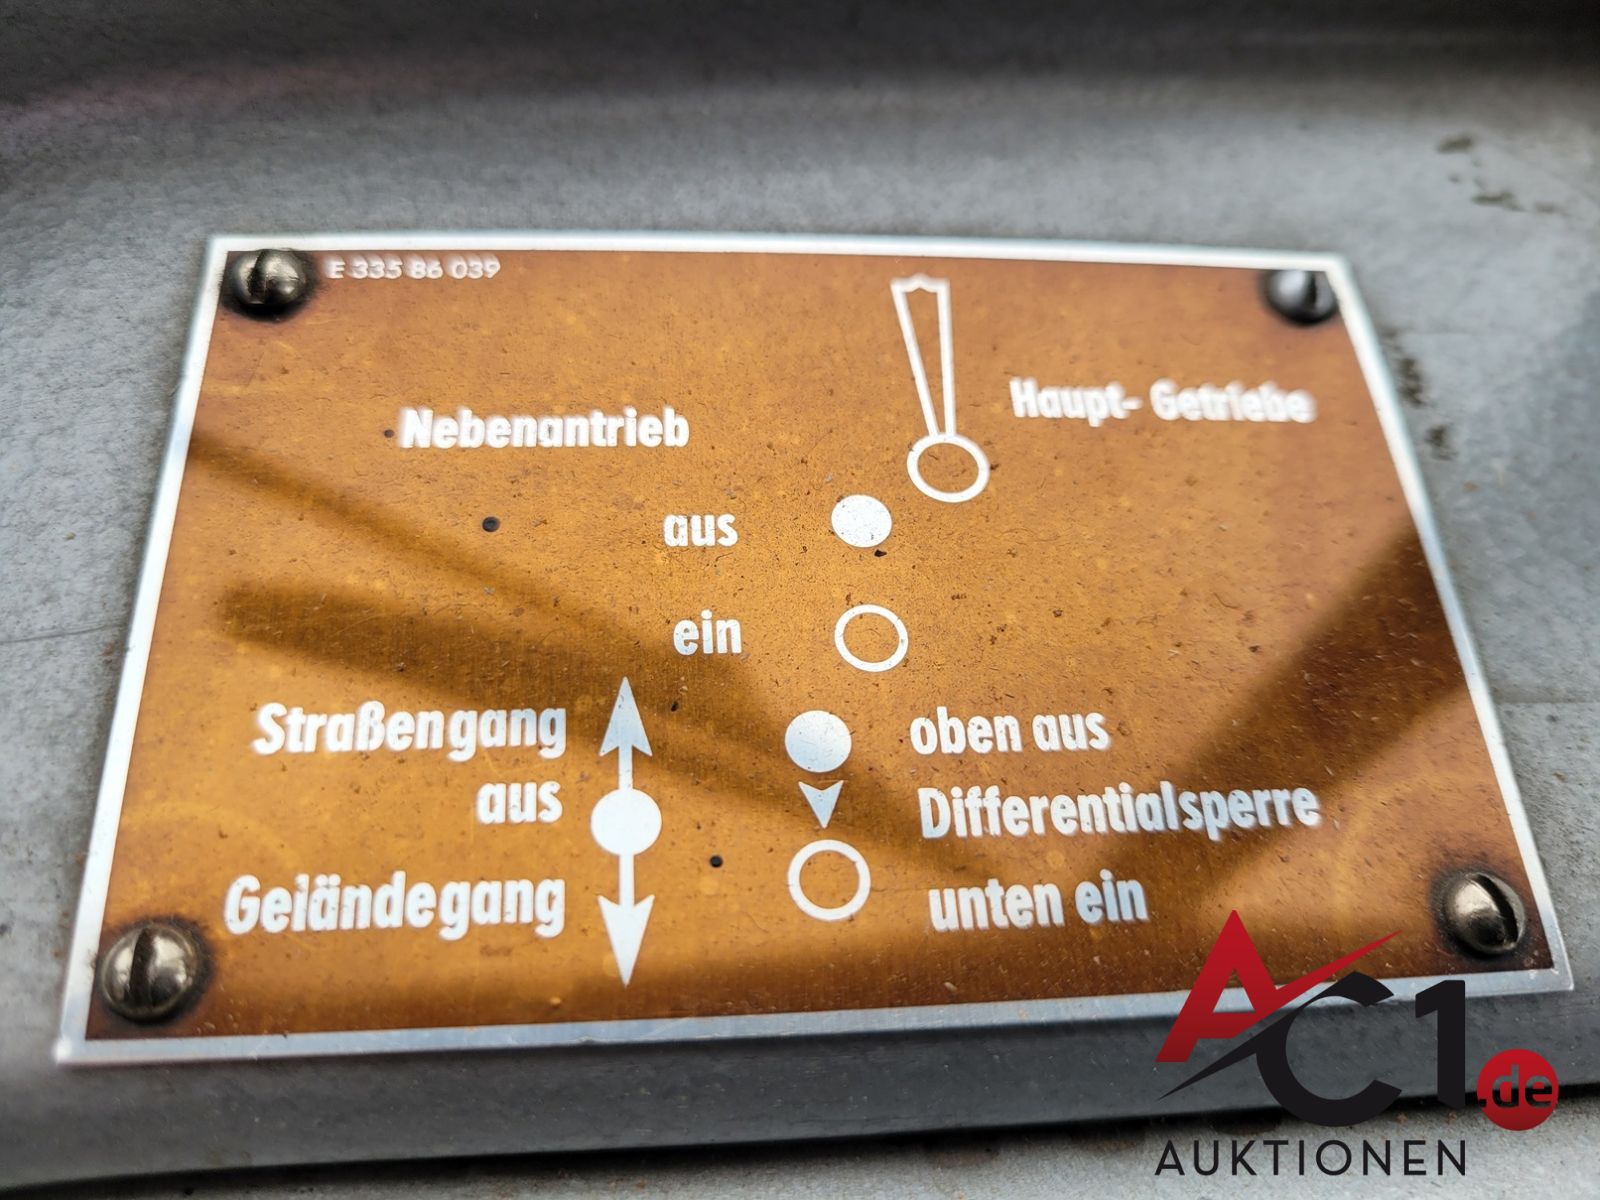 E 335 86 039
Haupt- Getriebe
Nebenantrieb
aus
ein
Straßengang
aus
Geländegang
oben aus
Differentialsperre
unten ein
AC1.de
AUKTIONEN